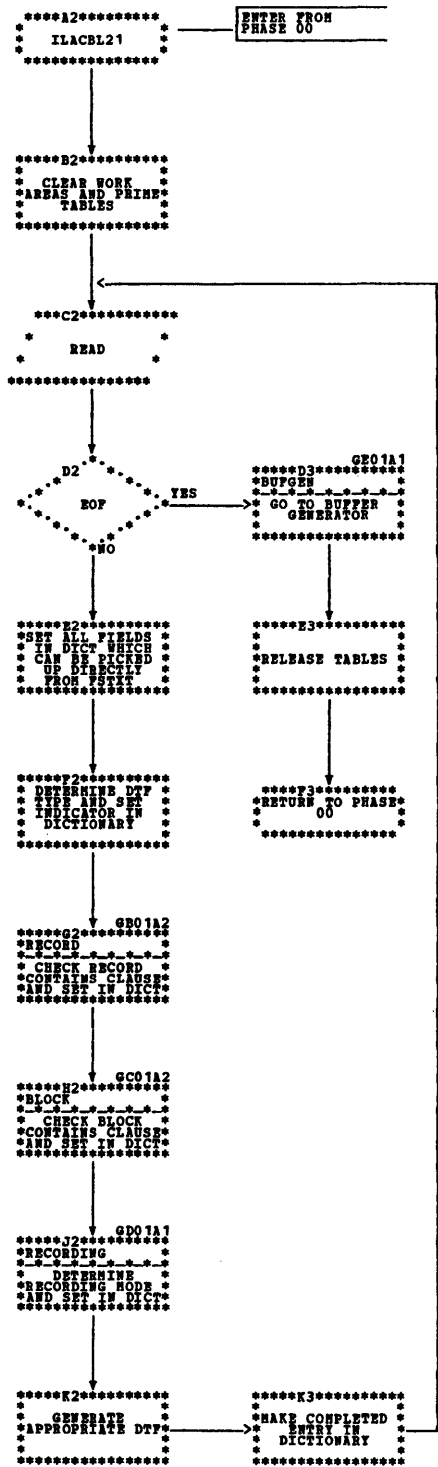 A2
ILACBL21
ENTER FROM
PHASE 00
B2
CLEAR WORK
AREAS AND PRIME
TABLES
C2
READ
D2
EOF
YES
NO
GE01A1
D3
BUFGEN
GO TO BUFFER
GENERATOR
E2
SET ALL FIELDS
IN DICT WHICH
CAN BE PICKED
UP DIRECTLY
FROM FSTXT
E3
RELEASE TABLES
F2
DETERMINE DTF
TYPE AND SET
INDICATOR IN
DICTIONARY
F3
RETURN TO PHASE
00
GB01A2
G2
RECORD
CHECK RECORD
CONTAINS CLAUSE
AND SET IN DICT
GC01A2
H2
BLOCK
CHECK BLOCK
CONTAINS CLAUSE
AND SET IN DICT
GD01A1
J2
RECORDING
DETERMINE
RECORDING MODE
AND SET IN DICT
K2
GENERATE
APPROPRIATE DTF
K3
MAKE COMPLETED
ENTRY IN
DICTIONARY